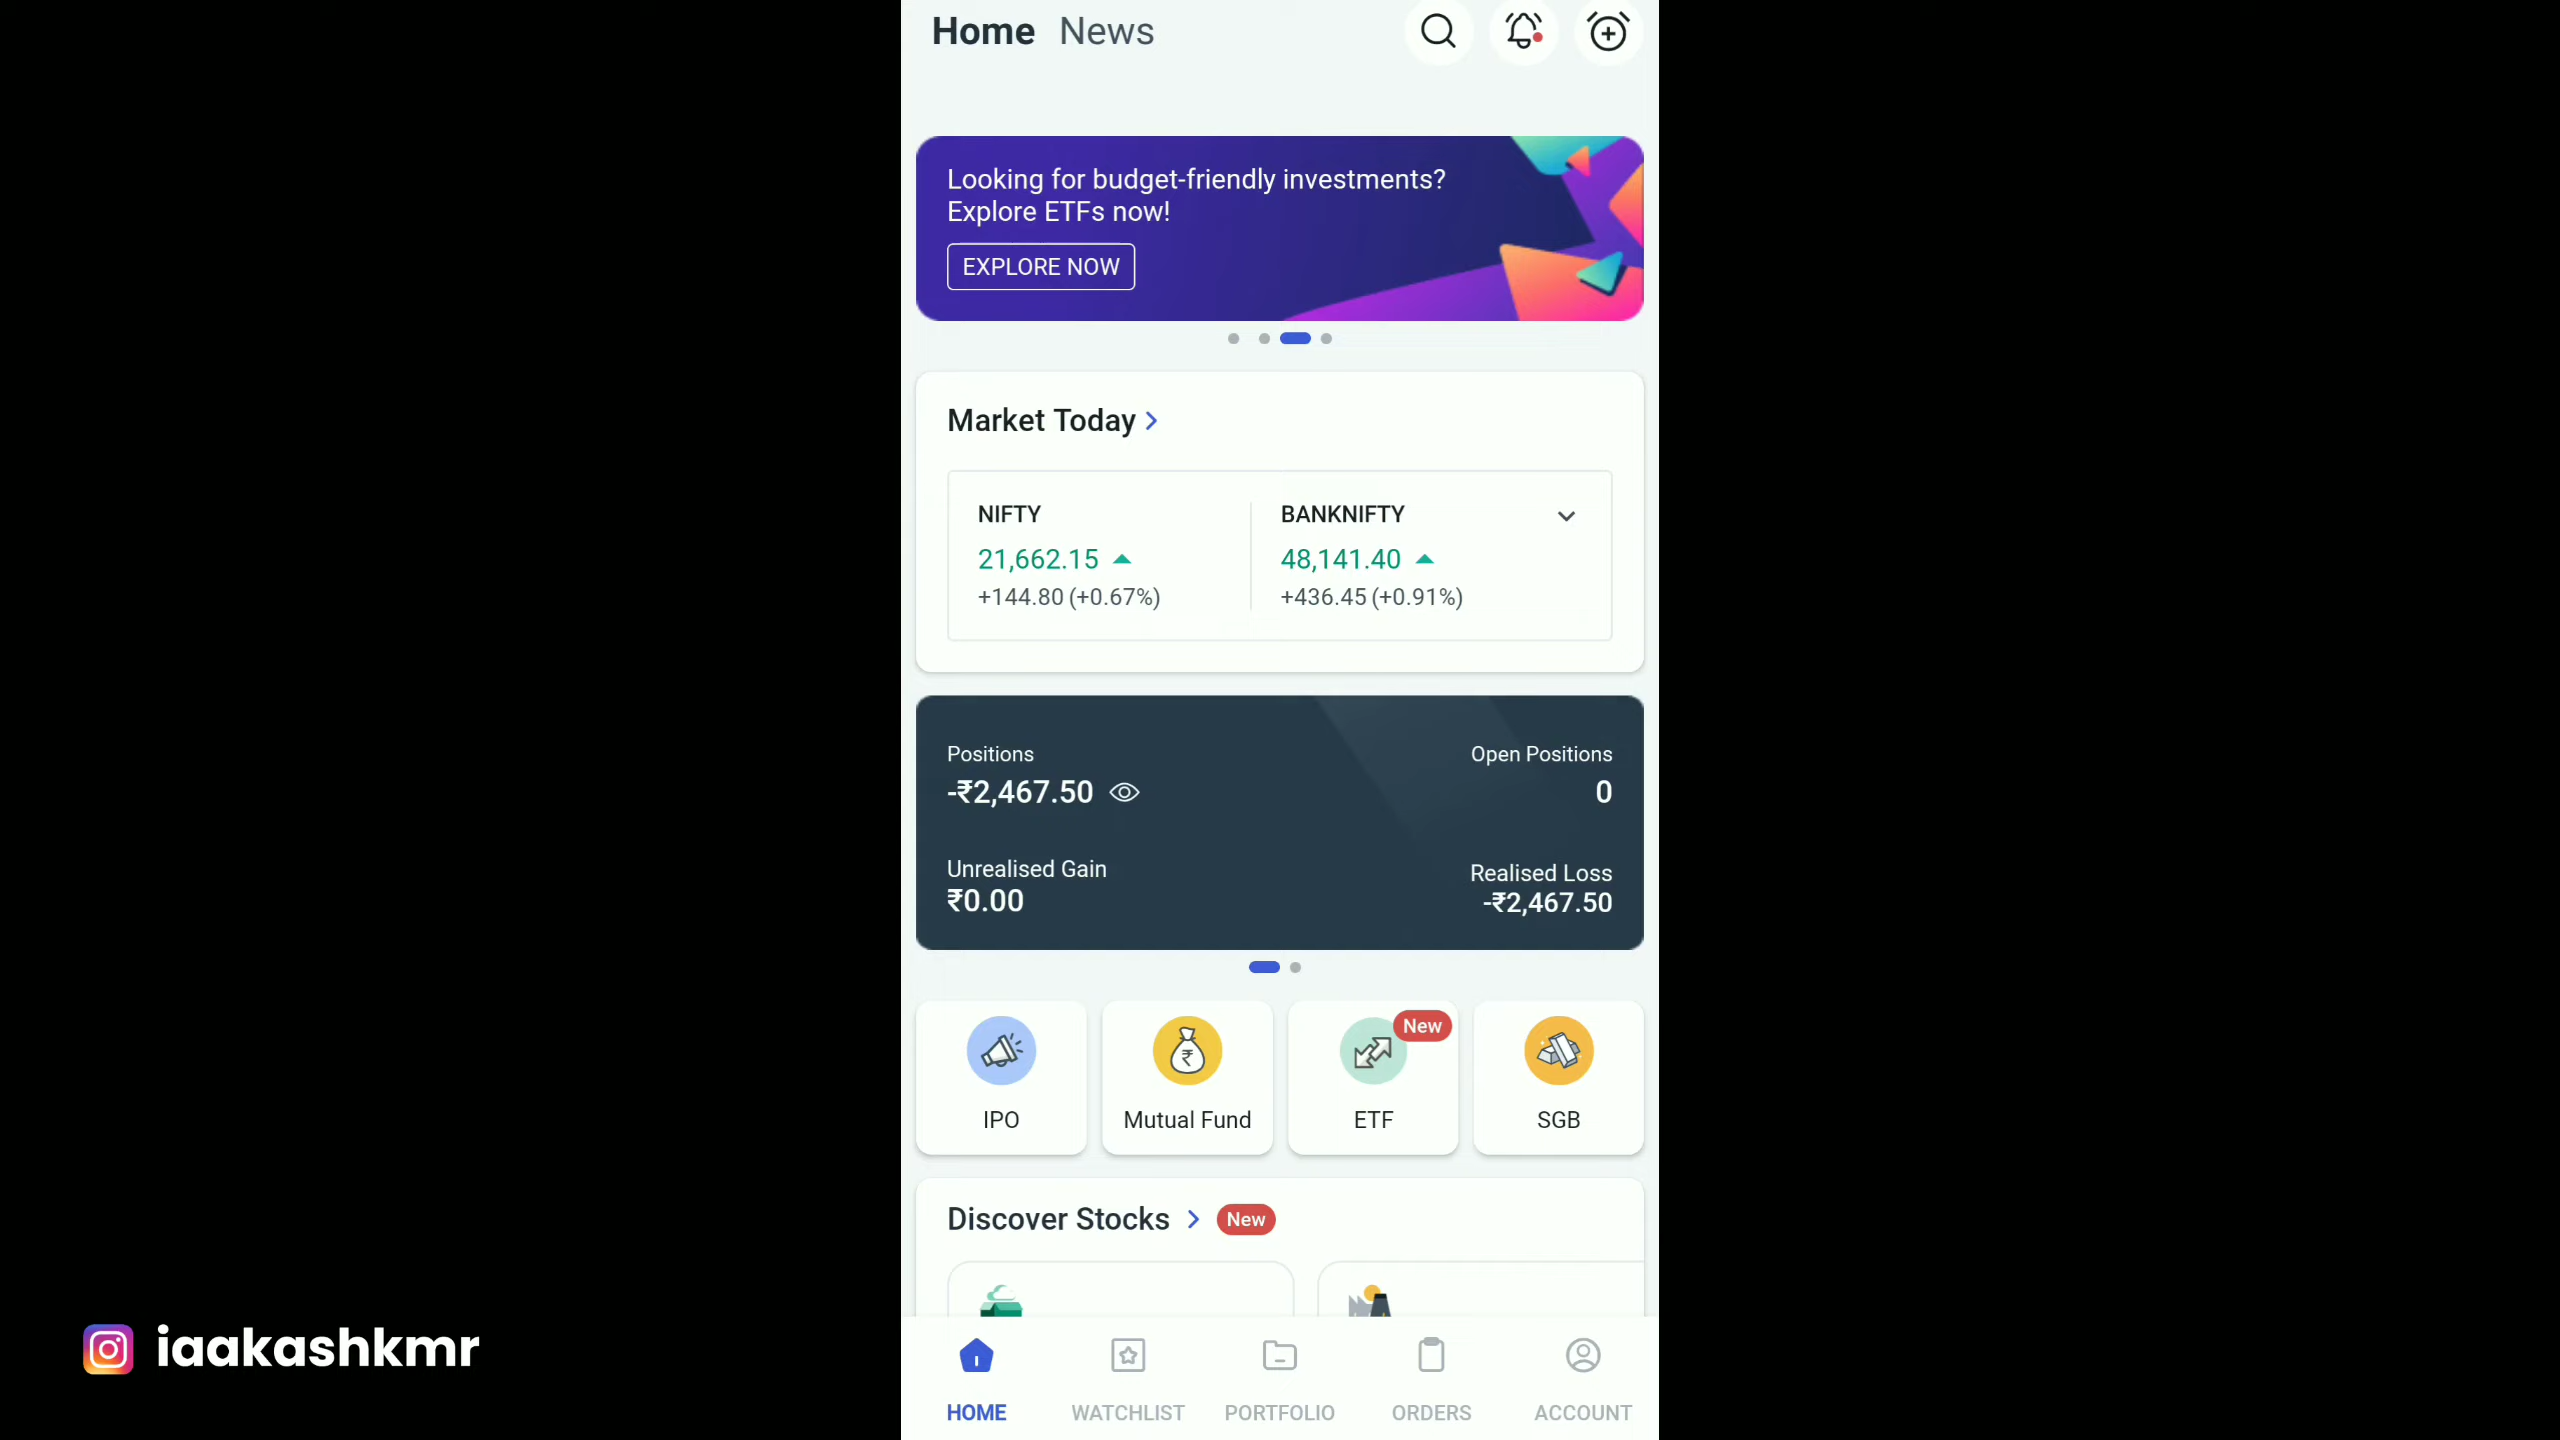 Home News
Looking for budget-friendly investments?
Explore ETFs now!
EXPLORE NOW
Market Today
NIFTY
21,662.15
+144.80 (+0.67%)
BANKNIFTY
48,141.40
+436.45 (+0.91%)
Positions
-₹2,467.50
Open Positions
0
Unrealised Gain
₹0.00
Realised Loss
-₹2,467.50
IPO
Mutual Fund
New
ETF
SGB
Discover Stocks New
HOME
WATCHLIST
PORTFOLIO
ORDERS
ACCOUNT
iaakashkmr